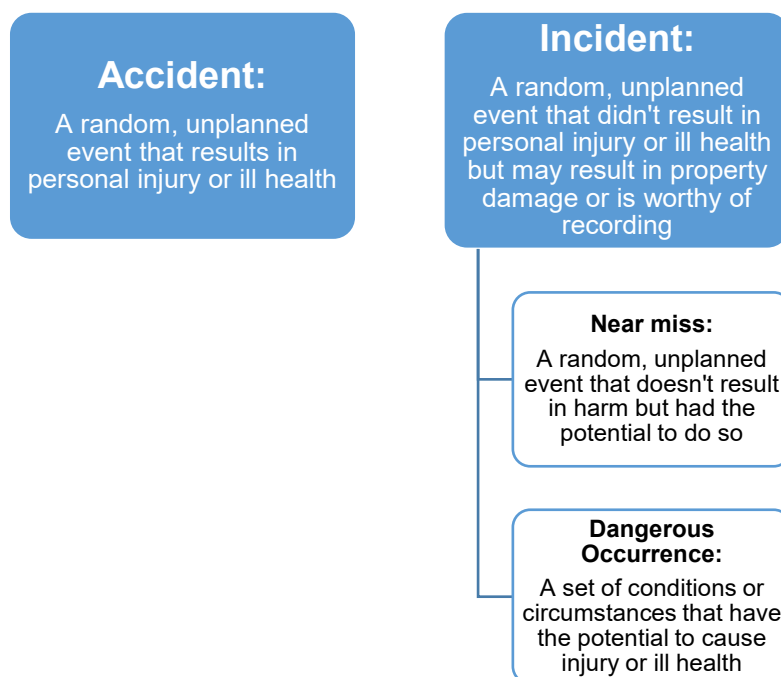 Accident:
A random, unplanned
event that results in
personal injury or ill health
Incident:
A random, unplanned
event that didn't result in
personal injury or ill health
but may result in property
damage or is worthy of
recording
Near miss:
A random, unplanned
event that doesn't result
in harm but had the
potential to do so
Dangerous
Occurrence:
A set of conditions or
circumstances that have
the potential to cause
injury or ill health